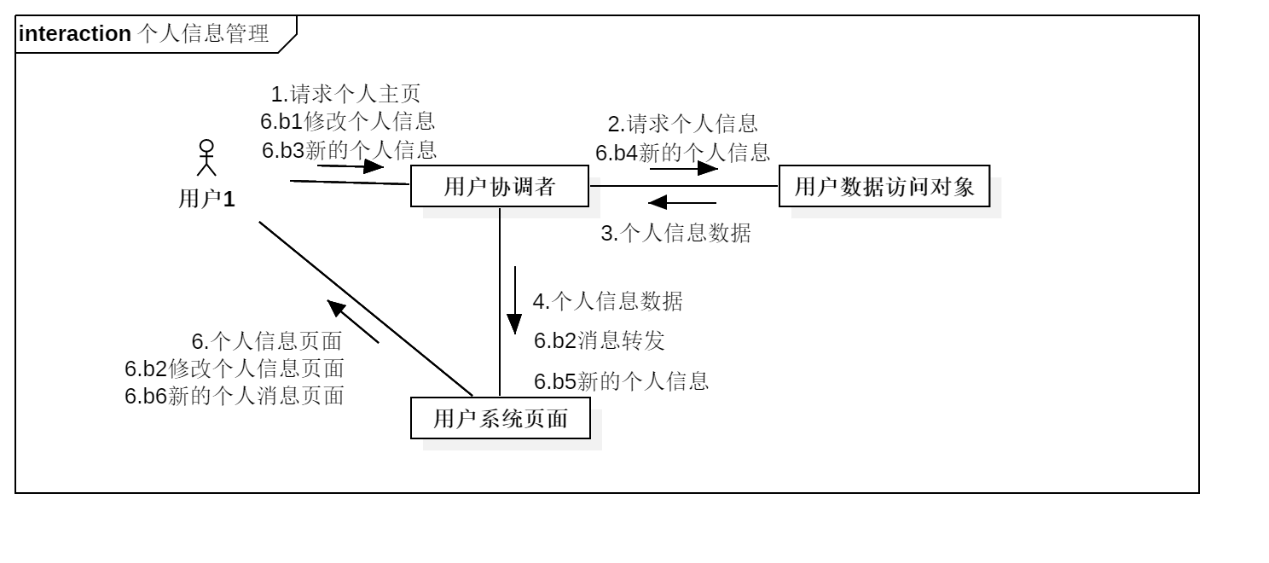 interaction 个人信息管理
1.请求个人主页
6.b1修改个人信息
6.b3新的个人信息
2.请求个人信息
6.b4新的个人信息
用户1
用户协调者
用户数据访问对象
3.个人信息数据
4.个人信息数据
6.b2消息转发
6.b5新的个人信息
6.个人信息页面
6.b2修改个人信息页面
6.b6新的个人消息页面
用户系统页面